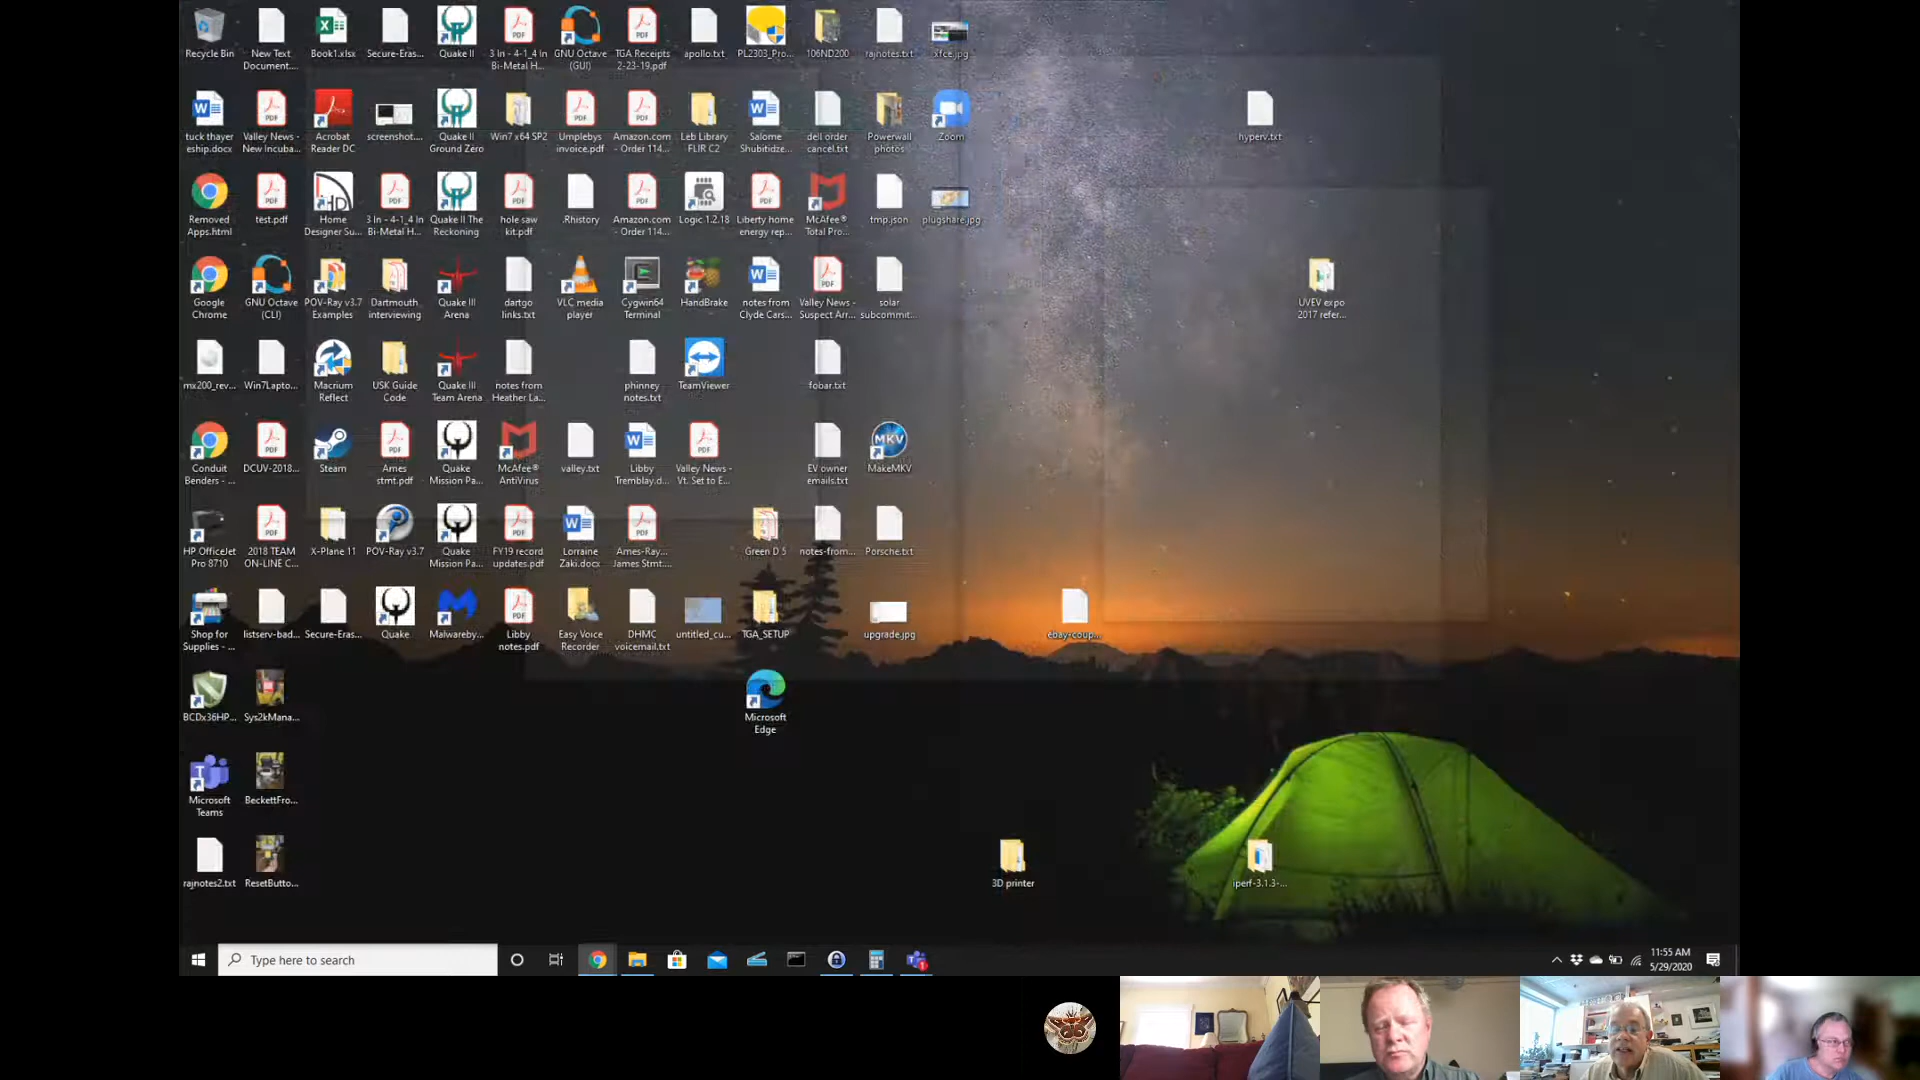 Recycle Bin
New Text
Document....
Book1.xlsx
Secure-Eras...
Quake II
3 In - 4-1_4 In
Bi-Metal H...
GNU Octave
(GUI)
TGA Receipts
2-23-19.pdf
apollo.txt
PL2303_Pro...
106ND200
rajnotes.txt
xfce.jpg
tuck thayer
eship.docx
Valley News -
New Incuba...
Acrobat
Reader DC
screenshot....
Quake II
Ground Zero
Win7 x64 SP2
Umplebys
invoice.pdf
Amazon.com
- Order 114...
Leb Library
FLIR C2
Salome
Shubitidze...
dell order
cancel.txt
Powerwall
photos
Zoom
hyperv.txt
Removed
Apps.html
test.pdf
Home
Designer Su...
3 In - 4-1_4 In
Bi-Metal H...
Quake II The
Reckoning
hole saw
kit.pdf
.Rhistory
Amazon.com
- Order 114...
Logic 1.2.18
Liberty home
energy rep...
McAfee®
Total Pro...
tmp.json
plugshare.jpg
Google
Chrome
GNU Octave
(CLI)
POV-Ray v3.7
Examples
Dartmouth
interviewing
Quake III
Arena
dartgo
links.txt
VLC media
player
Cygwin64
Terminal
HandBrake
notes from
Clyde Cars...
Valley News -
Suspect Arr...
solar
subcommit...
UVEV expo
2017 refer...
mx200_rev...
Win7Lapto...
Macrium
Reflect
USK Guide
Code
Quake III
Team Arena
notes from
Heather La...
phinney
notes.txt
TeamViewer
fobar.txt
Conduit
Benders - ...
DCUV-2018...
Steam
Ames
stmt.pdf
Quake
Mission Pa...
McAfee®
AntiVirus
valley.txt
Libby
Tremblay.d...
Valley News -
Vt. Set to E...
EV owner
emails.txt
MKV
MakeMKV
HP OfficeJet
Pro 8710
2018 TEAM
ON-LINE C...
X-Plane 11
POV-Ray v3.7
Quake
Mission Pa...
FY19 record
updates.pdf
Lorraine
Zaki.docx
Ames-Ray...
James Stmt....
Green D 5
notes-from...
Porsche.txt
Shop for
Supplies - ...
listserv-bad...
Secure-Eras...
Quake
Malwareby...
Libby
notes.pdf
Easy Voice
Recorder
DHMC
voicemail.txt
untitled_cu...
TGA_SETUP
upgrade.jpg
ebay-coup...
BCDx36HP...
Sys2kMana...
Microsoft
Edge
Microsoft
Teams
BeckettFro...
rajnotes2.txt
ResetButto...
3D printer
iperf-3.1.3-...
Type here to search
11:55 AM
5/29/2020